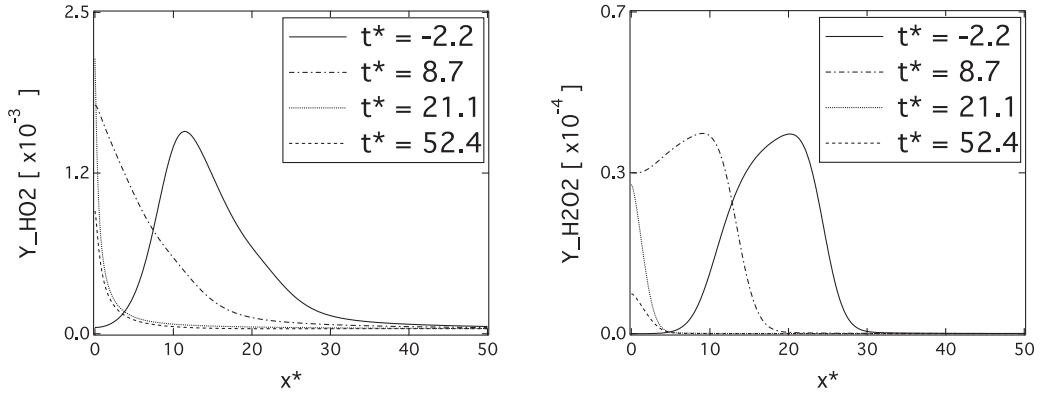 2.5
1.2
0.0
Y_HO2 [ x10-3 ]
0 10 20 30 40 50
x*
t* = -2.2
t* = 8.7
t* = 21.1
t* = 52.4
0.7
0.3
0.0
Y_H2O2 [ x10-4 ]
0 10 20 30 40 50
x*
t* = -2.2
t* = 8.7
t* = 21.1
t* = 52.4